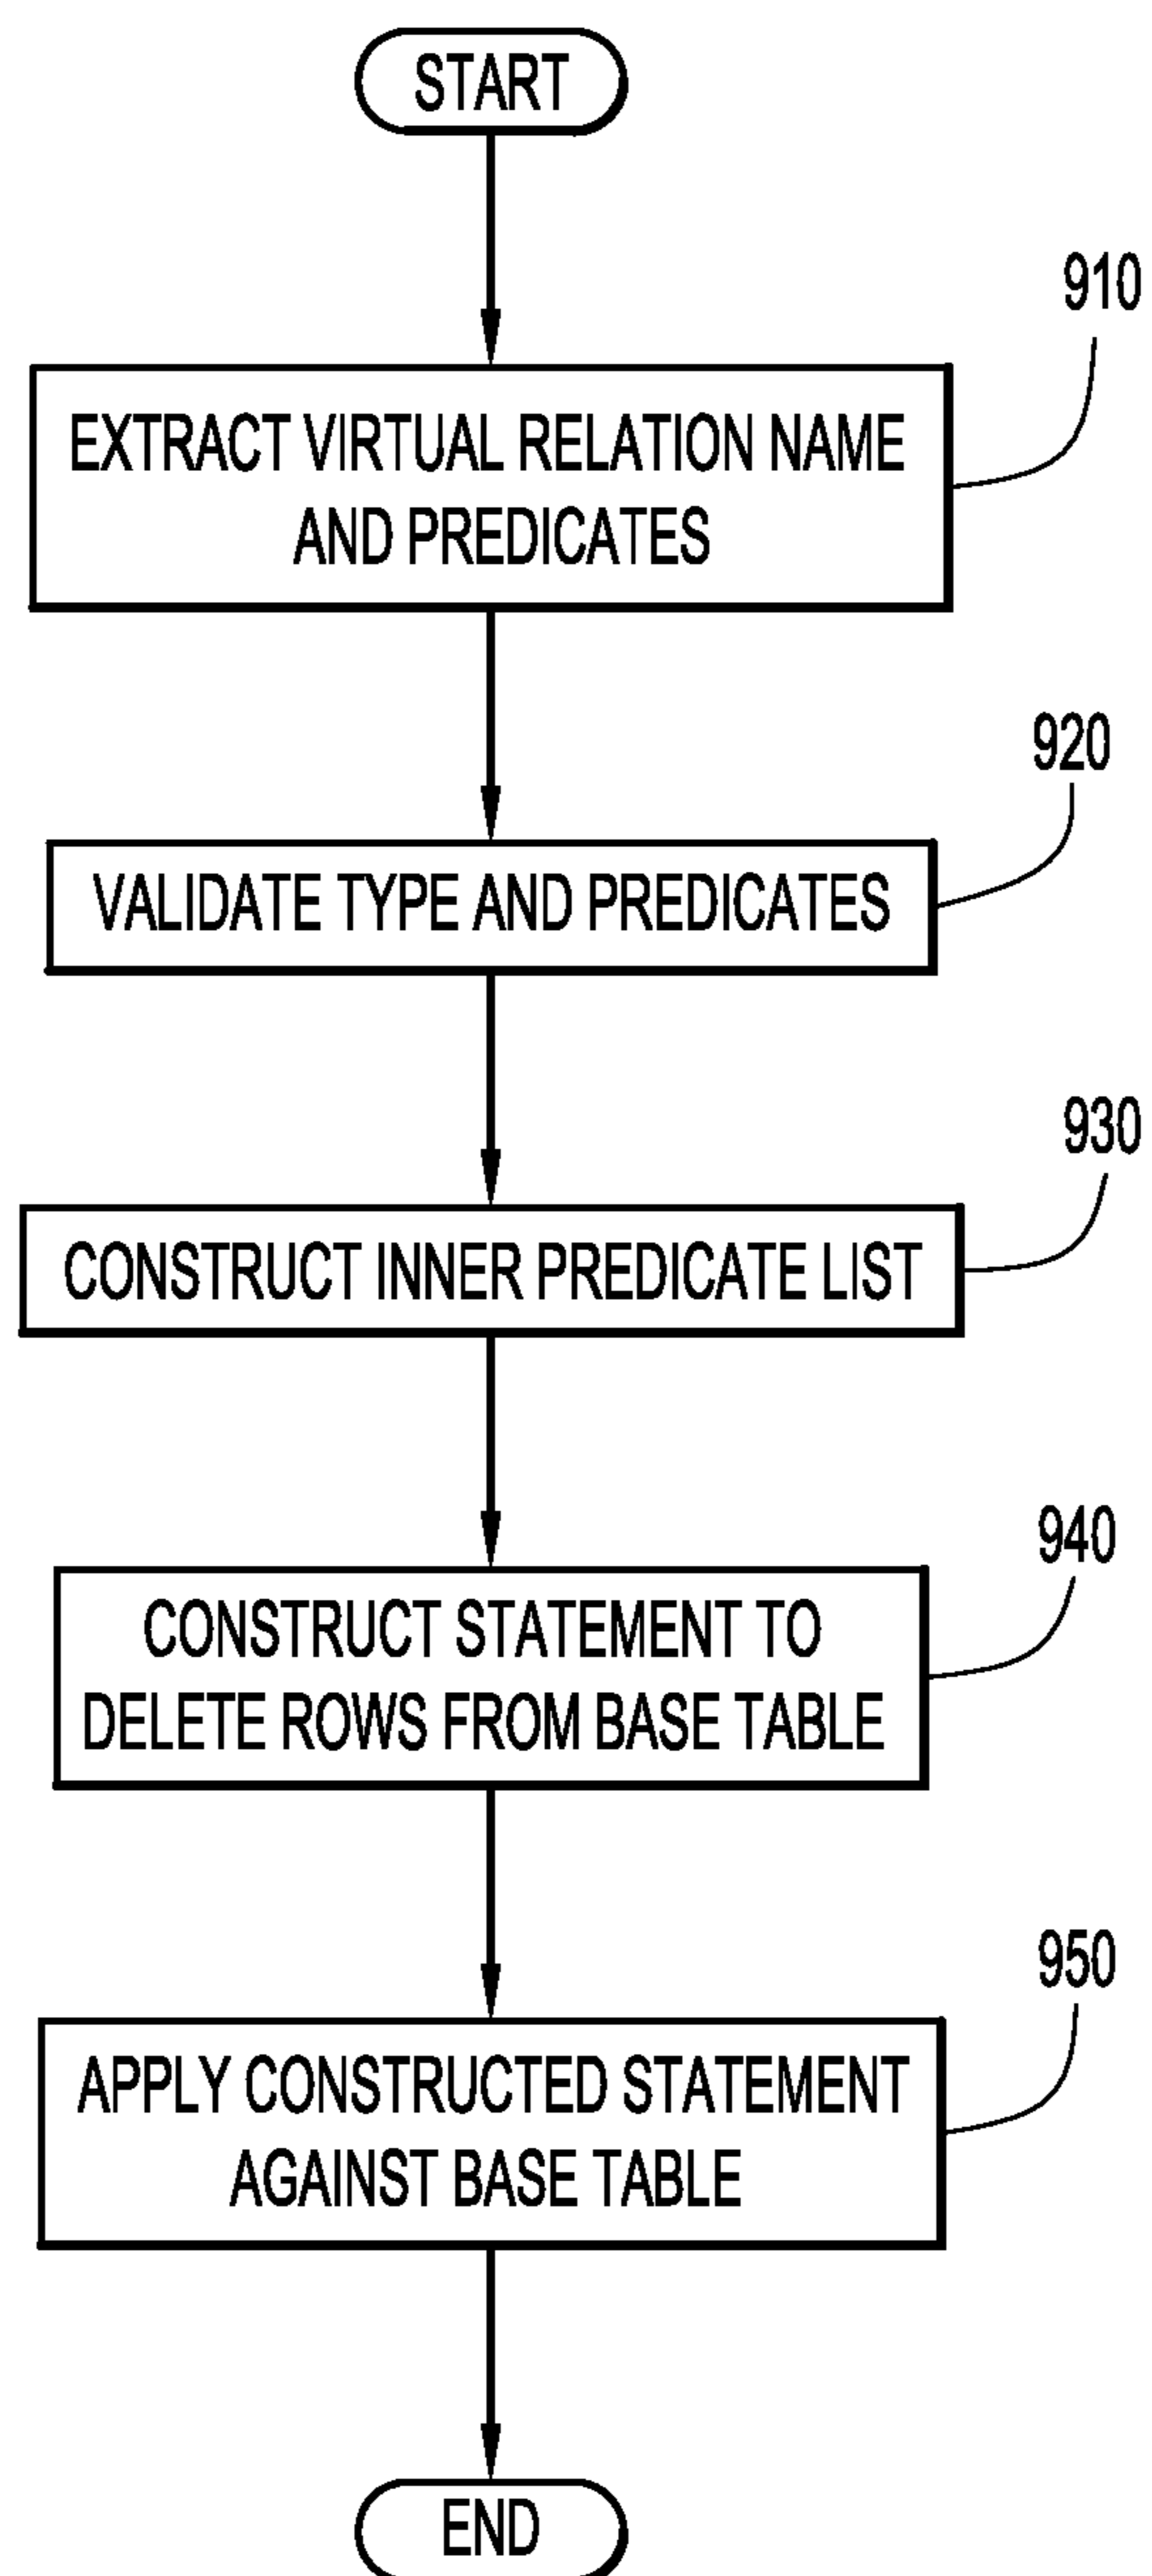 START
910
EXTRACT VIRTUAL RELATION NAME
AND PREDICATES
920
VALIDATE TYPE AND PREDICATES
930
CONSTRUCT INNER PREDICATE LIST
940
CONSTRUCT STATEMENT TO
DELETE ROWS FROM BASE TABLE
950
APPLY CONSTRUCTED STATEMENT
AGAINST BASE TABLE
END